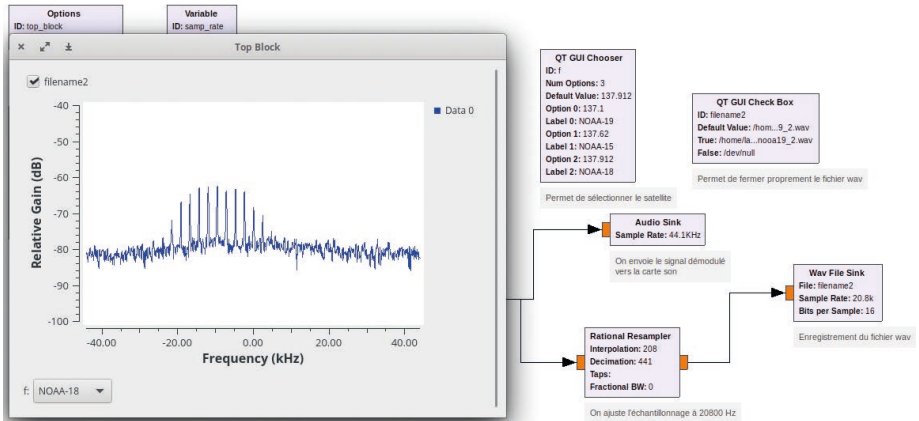 Options
ID: top_block
Variable
ID: samp_rate
Top Block
filename2
-40
-50
-60
-70
-80
-90
-100
Relative Gain (dB)
-40.00
-20.00
0.00
20.00
40.00
Frequency (kHz)
Data 0
f: NOAA-18
QT GUI Chooser
ID: f
Num Options: 3
Default Value: 137.912
Option 0: 137.1
Label 0: NOAA-19
Option 1: 137.62
Label 1: NOAA-15
Option 2: 137.912
Label 2: NOAA-18
Permet de sélectionner le satellite
QT GUI Check Box
ID: filename2
Default Value: /hom...9_2.wav
True: /home/la...nooa19_2.wav
False: /dev/null
Permet de fermer proprement le fichier wav
Audio Sink
Sample Rate: 44.1KHz
On envoie le signal démodulé
vers la carte son
Wav File Sink
File: filename2
Sample Rate: 20.8k
Bits per Sample: 16
Enregistrement du fichier wav
Rational Resampler
Interpolation: 208
Decimation: 441
Taps:
Fractional BW: 0
On ajuste l'échantillonnage à 20800 Hz